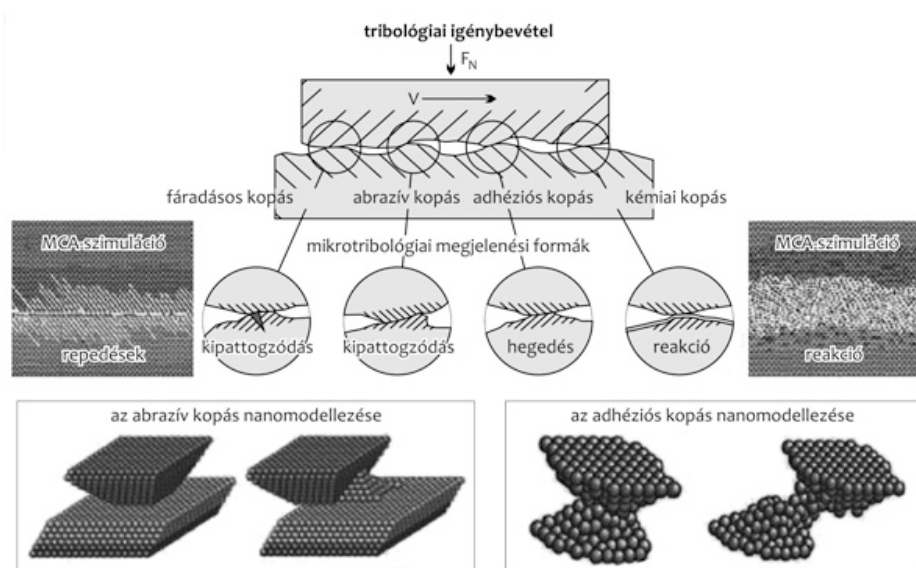 tribológiai igénybevétel
F_N
V
fáradásos kopás
abrazív kopás
adhéziós kopás
kémiai kopás
mikrotribológiai megjelenési formák
MCA-szimuláció
repedések
kipattogzódás
kipattogzódás
hegedés
reakció
MCA-szimuláció
reakció
az abrazív kopás nanomodellezése
az adhéziós kopás nanomodellezése